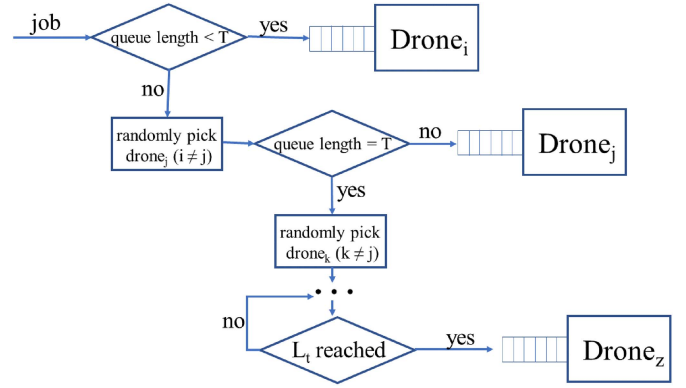 job
queue length < T
yes
Drone_i
no
randomly pick
drone_j (i ≠ j)
queue length = T
no
Drone_j
yes
randomly pick
drone_k (k ≠ j)
• • •
no
L_t reached
yes
Drone_z